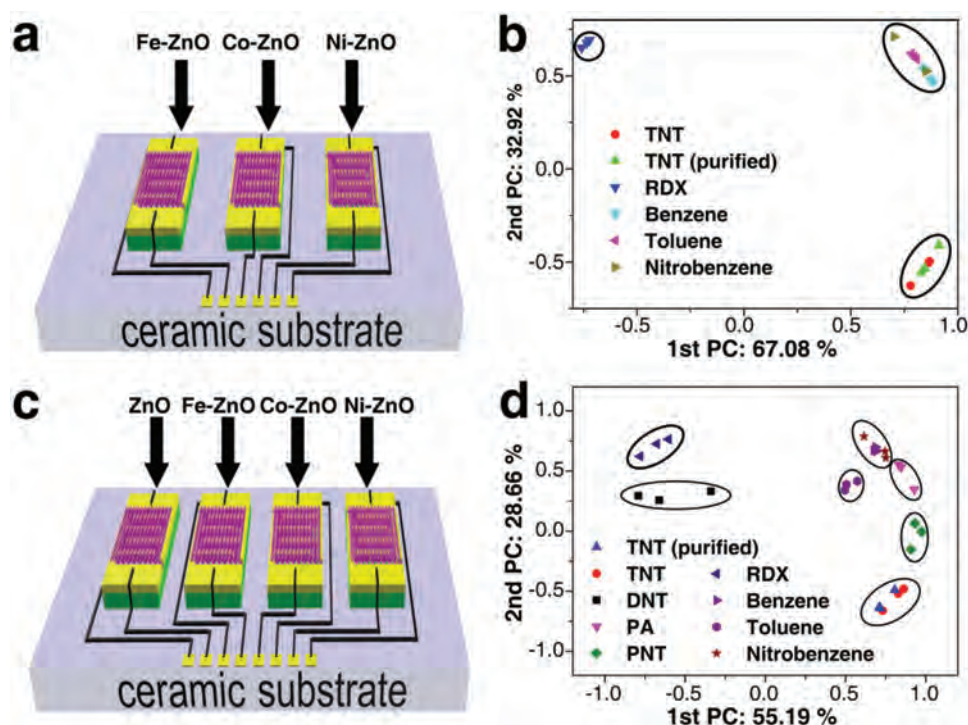 a
Fe-ZnO Co-ZnO Ni-ZnO
ceramic substrate
b
2nd PC: 32.92 %
0.5
0.0
-0.5
TNT
TNT (purified)
RDX
Benzene
Toluene
Nitrobenzene
-0.5 0.0 0.5 1.0
1st PC: 67.08 %
c
ZnO Fe-ZnO Co-ZnO Ni-ZnO
ceramic substrate
d
2nd PC: 28.66 %
1.0
0.5
0.0
-0.5
-1.0
TNT (purified)
TNT RDX
DNT Benzene
PA Toluene
PNT Nitrobenzene
-1.0 -0.5 0.0 0.5 1.0
1st PC: 55.19 %